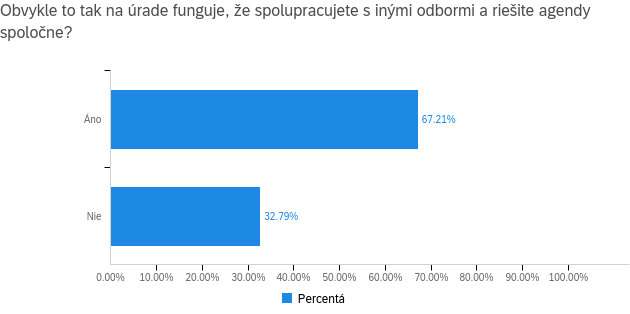 Obvykle to tak na úrade funguje, že spolupracujete s inými odbormi a riešite agendy
spoločne?
Áno
67.21%
Nie
32.79%
0.00% 10.00% 20.00% 30.00% 40.00% 50.00% 60.00% 70.00% 80.00% 90.00% 100.00%
Percentá